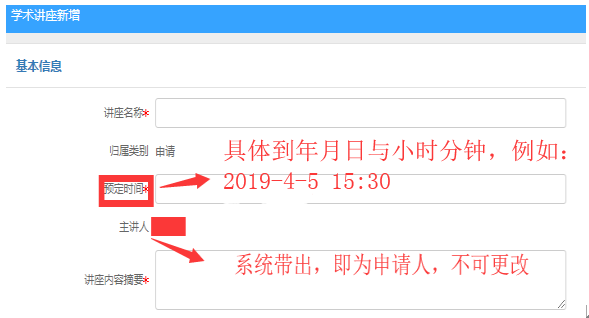 学术讲座新增
基本信息
讲座名称*
归属类别 申请
具体到年月日与小时分钟，例如：
2019-4-5 15:30
预定时间*
主讲人
系统带出，即为申请人，不可更改
讲座内容摘要*